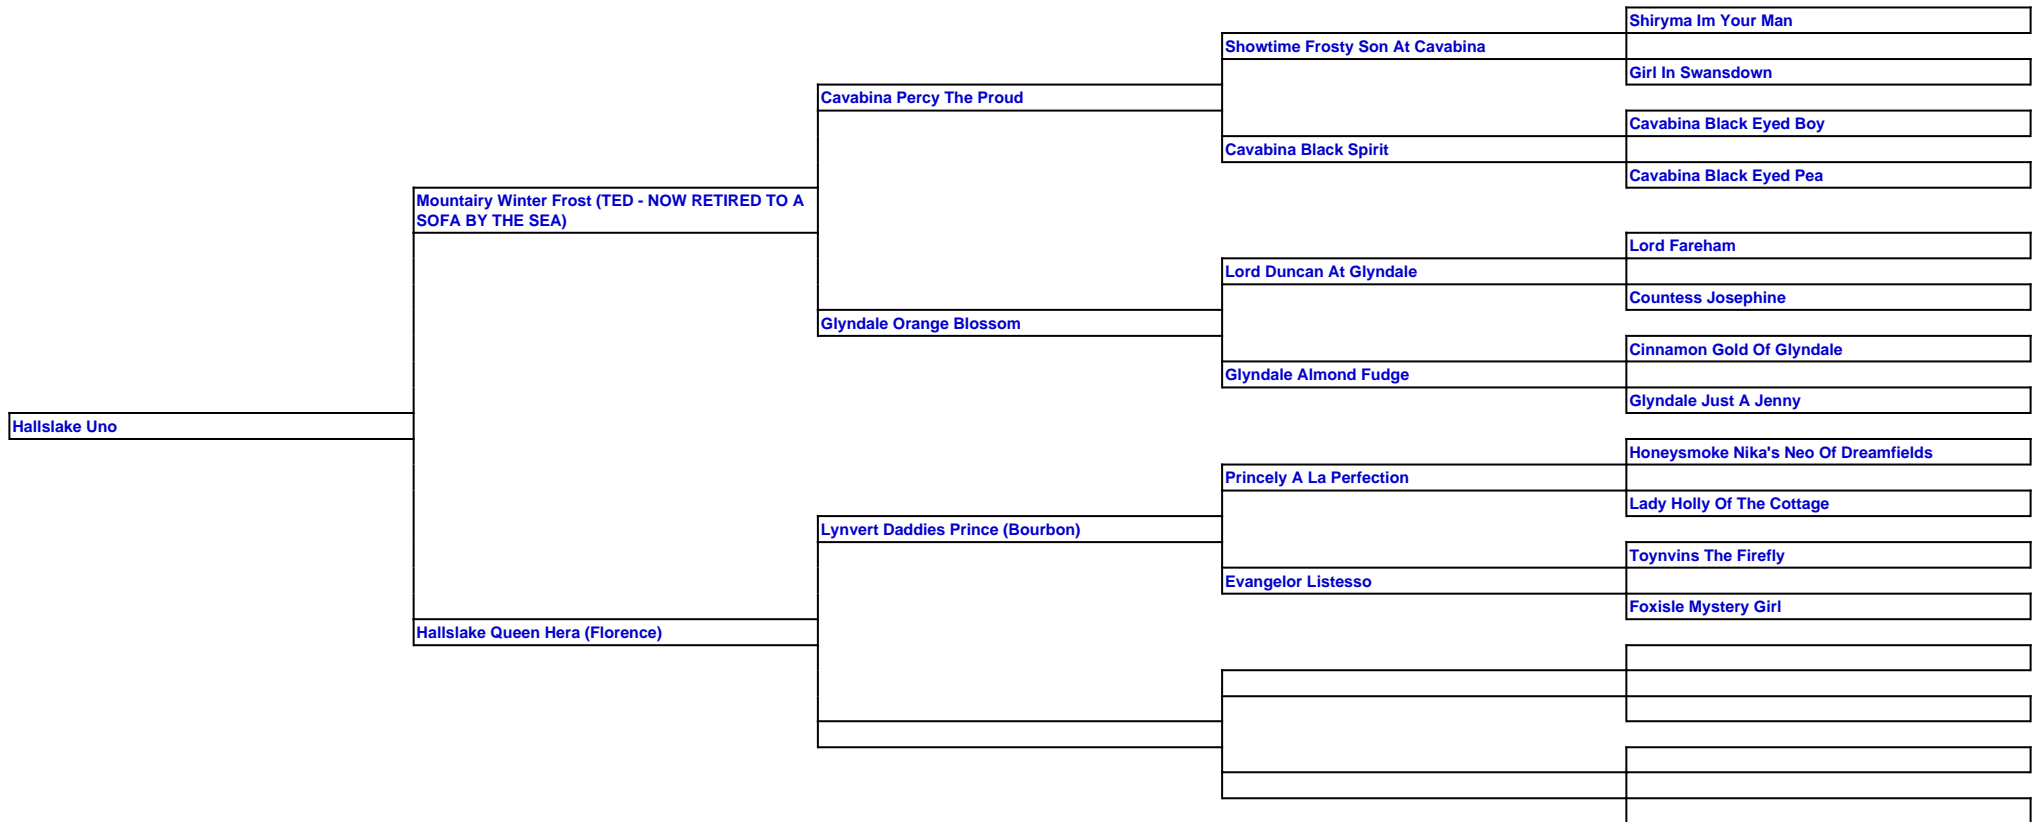 Shiryma Im Your Man
Showtime Frosty Son At Cavabina
Girl In Swansdown
Cavabina Percy The Proud
Cavabina Black Eyed Boy
Cavabina Black Spirit
Cavabina Black Eyed Pea
Mountairy Winter Frost (TED - NOW RETIRED TO A
SOFA BY THE SEA)
Lord Fareham
Lord Duncan At Glyndale
Countess Josephine
Glyndale Orange Blossom
Cinnamon Gold Of Glyndale
Glyndale Almond Fudge
Glyndale Just A Jenny
Hallslake Uno
Honeysmoke Nika's Neo Of Dreamfields
Princely A La Perfection
Lady Holly Of The Cottage
Lynvert Daddies Prince (Bourbon)
Toynvins The Firefly
Evangelor Listesso
Foxisle Mystery Girl
Hallslake Queen Hera (Florence)